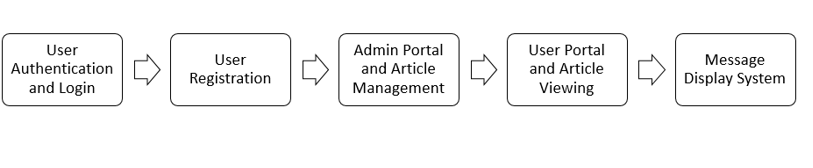 User
Authentication
and Login
User
Registration
Admin Portal
and Article
Management
User Portal
and Article
Viewing
Message
Display System